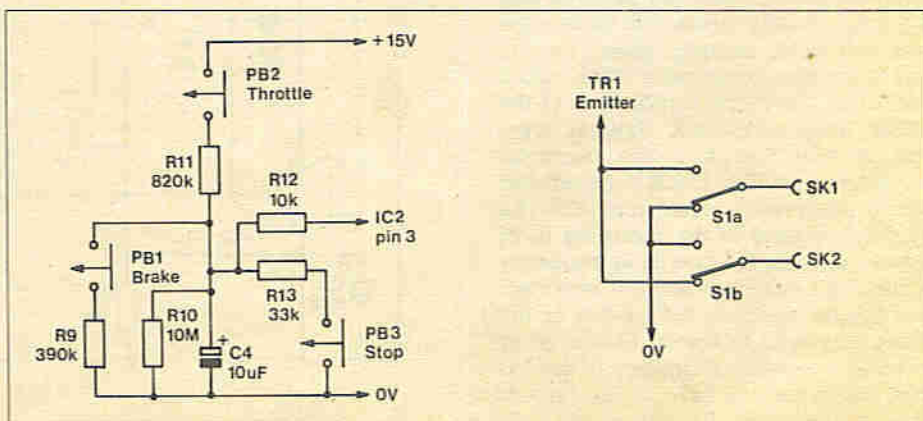 +15V
PB2
Throttle
R11
820k
R12
10k
IC2
pin 3
PB1
Brake
R13
33k
R9
390k
R10
10M
+
C4
10uF
PB3
Stop
0V
TR1
Emitter
SK1
S1a
SK2
S1b
0V